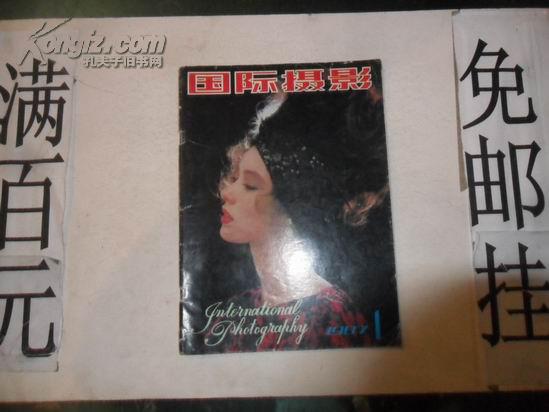 Kongfz.com
孔夫子旧书网
满百元
国际摄影
International
Photography
1
免邮挂